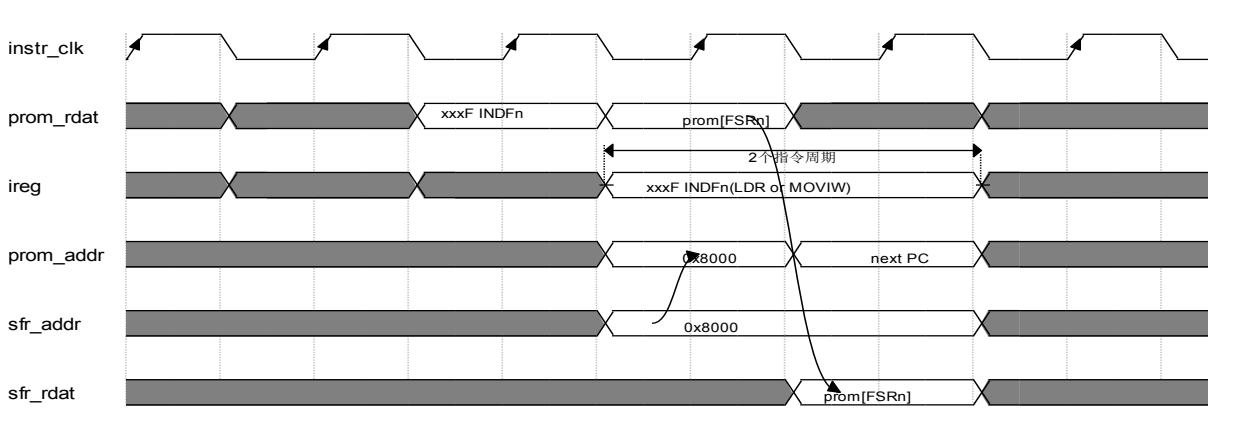 instr_clk
prom_rdat
xxxF INDFn
prom[FSRn]
2个指令周期
ireg
xxxF INDFn(LDR or MOVIW)
prom_addr
0x8000
next PC
sfr_addr
0x8000
sfr_rdat
prom[FSRn]